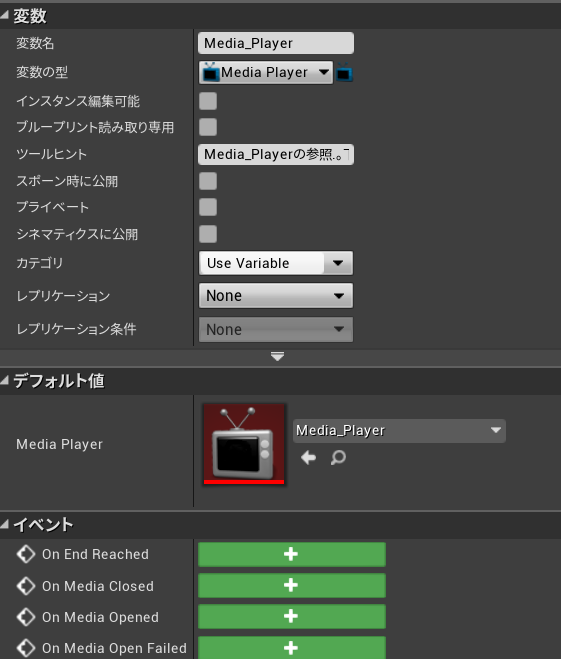 変数
変数名 Media_Player
変数の型 Media Player
インスタンス編集可能
ブループリント読み取り専用
ツールヒント Media_Playerの参照。
スポーン時に公開
プライベート
シネマティクスに公開
カテゴリ Use Variable
レプリケーション None
レプリケーション条件 None
デフォルト値
Media Player Media_Player
イベント
On End Reached
On Media Closed
On Media Opened
On Media Open Failed